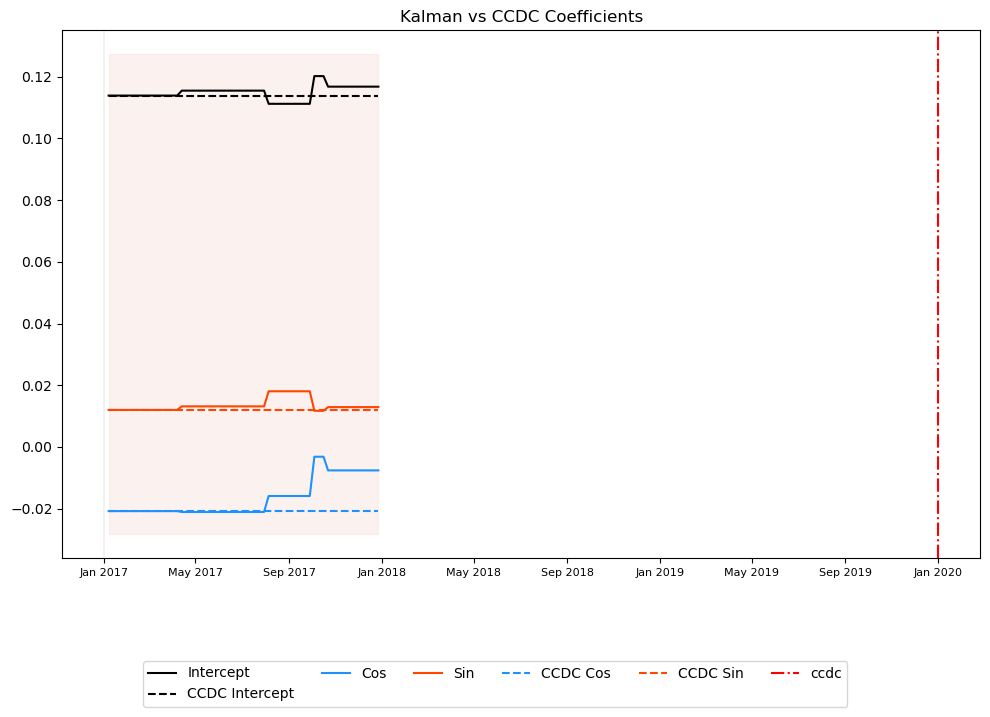 Kalman vs CCDC Coefficients
0.12
0.10
0.08
0.06
0.04
0.02
0.00
−0.02
Jan 2017 May 2017 Sep 2017 Jan 2018 May 2018 Sep 2018 Jan 2019 May 2019 Sep 2019 Jan 2020
Intercept Cos Sin CCDC Cos CCDC Sin ccdc
CCDC Intercept